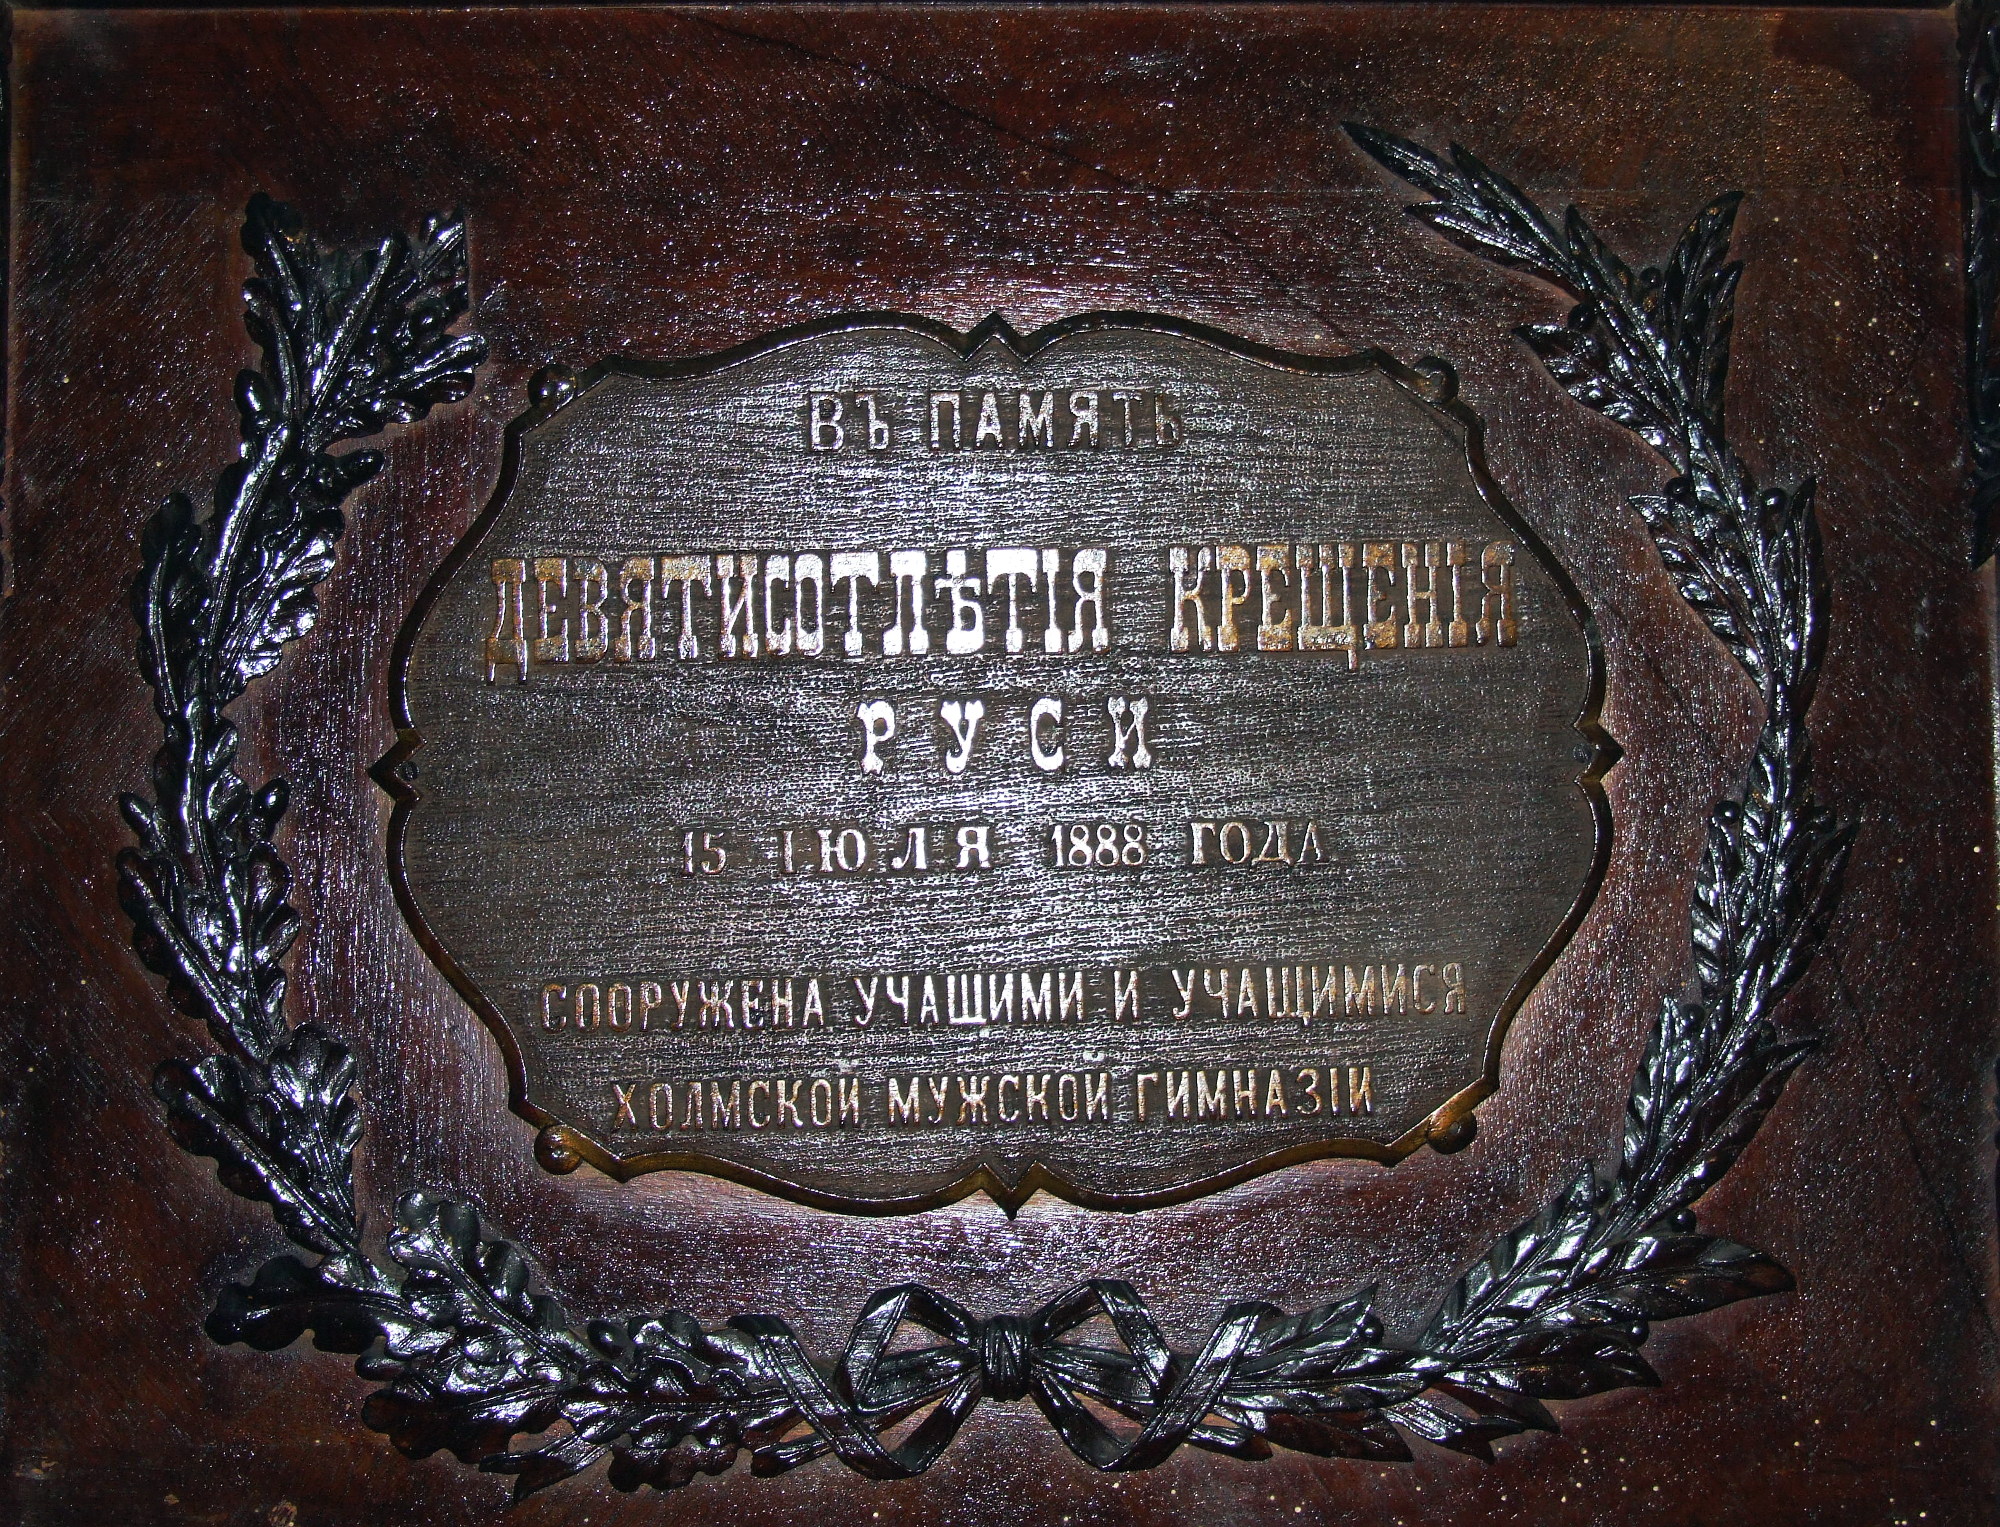 ВЪ ПАМЯТЬ
ДЕВЯТИСОТЛѢТІЯ КРЕЩЕНІЯ
РУСИ
15 ІЮЛЯ 1888 ГОДА
СООРУЖЕНА УЧАЩИМИ И УЧАЩИМИСЯ
ХОЛМСКОЙ МУЖСКОЙ ГИМНАЗІИ